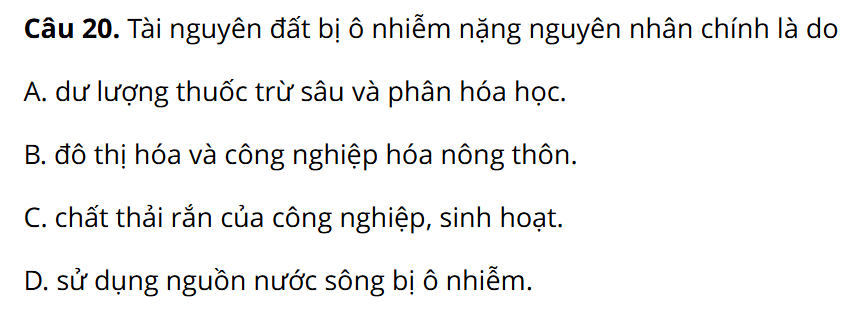 Câu 20. Tài nguyên đất bị ô nhiễm nặng nguyên nhân chính là do
A. dư lượng thuốc trừ sâu và phân hóa học.
B. đô thị hóa và công nghiệp hóa nông thôn.
C. chất thải rắn của công nghiệp, sinh hoạt.
D. sử dụng nguồn nước sông bị ô nhiễm.